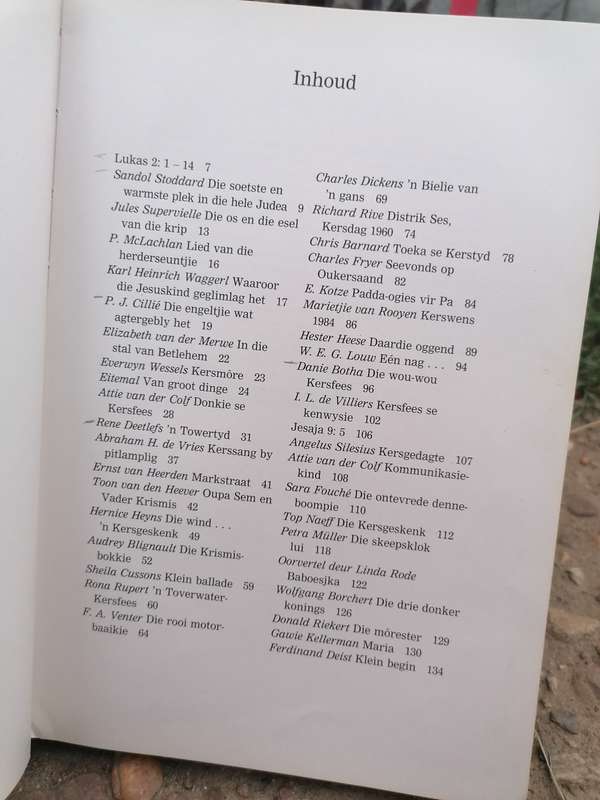 Inhoud
Lukas 2: 1 – 14 7
Sandol Stoddard Die soetste en
warmste plek in die hele Judea 9
Jules Supervielle Die os en die esel
van die krip 13
P. McLachlan Lied van die
herderseuntjie 16
Karl Heinrich Waggerl Waaroor
die Jesuskind geglimlag het 17
P. J. Cillié Die engeltjie wat
agtergebly het 19
Elizabeth van der Merwe In die
stal van Betlehem 22
Everwyn Wessels Kersmôre 23
Eitemal Van groot dinge 24
Attie van der Colf Donkie se
Kersfees 28
Rene Deetlefs 'n Towertyd 31
Abraham H. de Vries Kerssang by
pitlamplig 37
Ernst van Heerden Markstraat 41
Toon van den Heever Oupa Sem en
Vader Krismis 42
Hernice Heyns Die wind . . .
'n Kersgeskenk 49
Audrey Blignault Die Krismis-
bokkie 52
Sheila Cussons Klein ballade 59
Rona Rupert 'n Toverwater-
Kersfees 60
F. A. Venter Die rooi motor-
baaikie 64
Charles Dickens 'n Bielie van
'n gans 69
Richard Rive Distrik Ses,
Kersdag 1960 74
Chris Barnard Toeka se Kerstyd 78
Charles Fryer Seevonds op
Oukersaand 82
E. Kotze Padda-ogies vir Pa 84
Marietjie van Rooyen Kerswens
1984 86
Hester Heese Daardie oggend 89
W. E. G. Louw Eén nag . . . 94
Danie Botha Die wou-wou
Kersfees 96
I. L. de Villiers Kersfees se
kenwysie 102
Jesaja 9: 5 106
Angelus Silesius Kersgedagte 107
Attie van der Colf Kommunikasie-
kind 108
Sara Fouché Die ontevrede denne-
boompie 110
Top Naeff Die Kersgeskenk 112
Petra Müller Die skeepsklok
lui 118
Oorvertel deur Linda Rode
Baboesjka 122
Wolfgang Borchert Die drie donker
konings 126
Donald Riekert Die môrester 129
Gawie Kellerman Maria 130
Ferdinand Deist Klein begin 134